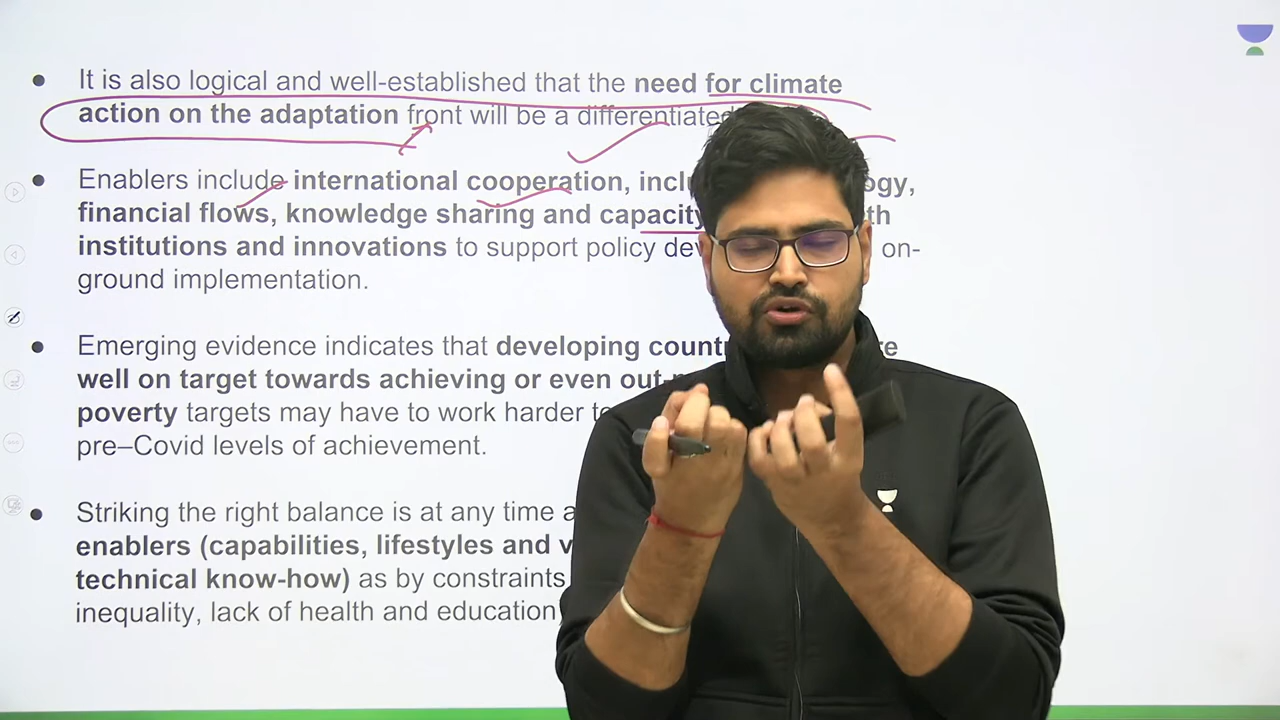 It is also logical and well-established that the need for climate
action on the adaptation front will be a differentiated
Enablers include international cooperation,
financial flows, knowledge sharing and capacity
institutions and innovations to support policy on-
ground implementation.
Emerging evidence indicates that developing
well on target towards achieving or even
poverty targets may have to work harder
pre–Covid levels of achievement.
Striking the right balance is at any time
enablers (capabilities, lifestyles and
technical know-how) as by constraints
inequality, lack of health and education